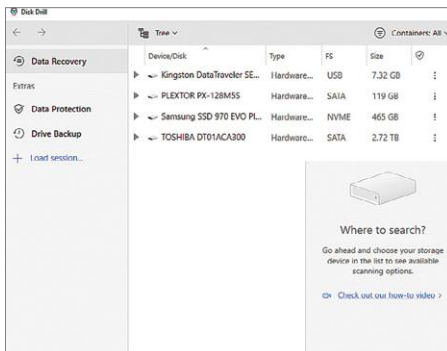 Disk Drill
Tree
Containers: All
Data Recovery
Device/Disk Type FS Size
Kingston DataTraveler SE... Hardware... USB 7.32 GB
Extras
PLEXTOR PX-128M5S Hardware... SATA 119 GB
Data Protection
Samsung SSD 970 EVO Pl... Hardware... NVME 465 GB
Drive Backup
TOSHIBA DT01ACA300 Hardware... SATA 2.72 TB
Load session...
Where to search?
Go ahead and choose your storage
device in the list to see available
scanning options.
Check out our how-to video >